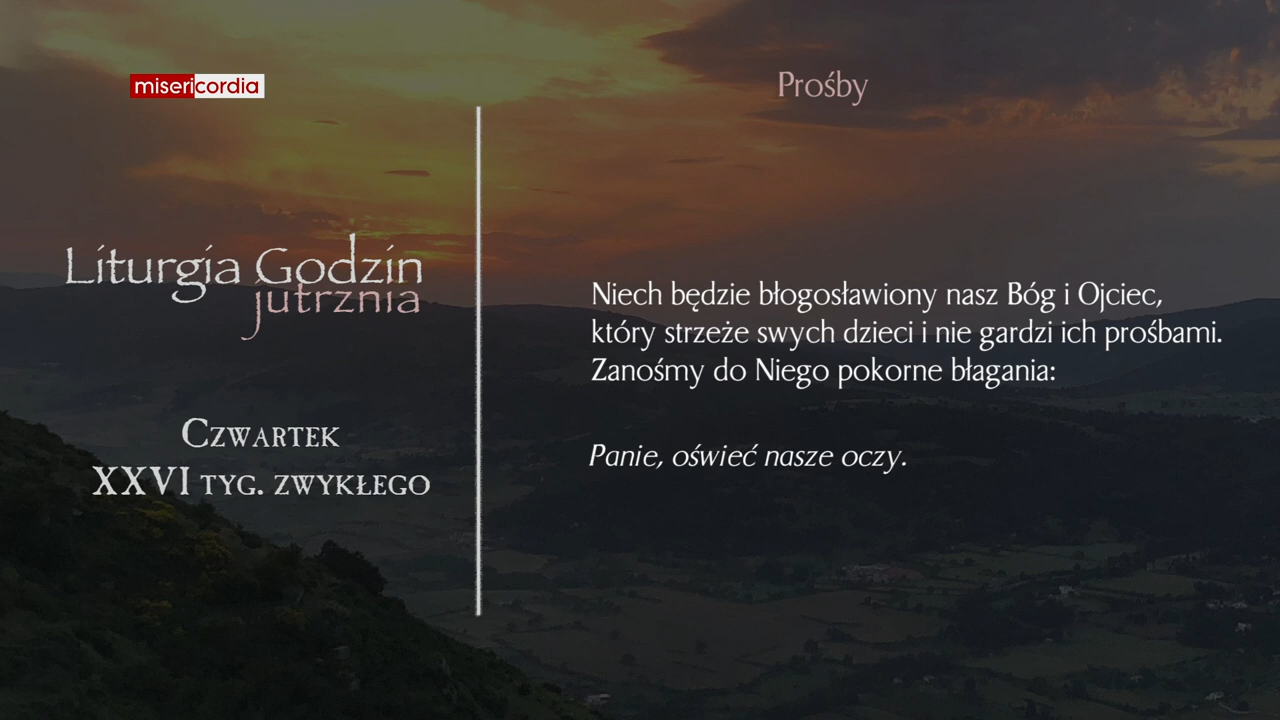 misericordia
Liturgia Godzin
jutrznia
Czwartek
XXVI tyg. zwykłego
Prośby
Niech będzie błogosławiony nasz Bóg i Ojciec,
który strzeże swych dzieci i nie gardzi ich prośbami.
Zanośmy do Niego pokorne błagania:
Panie, oświeć nasze oczy.